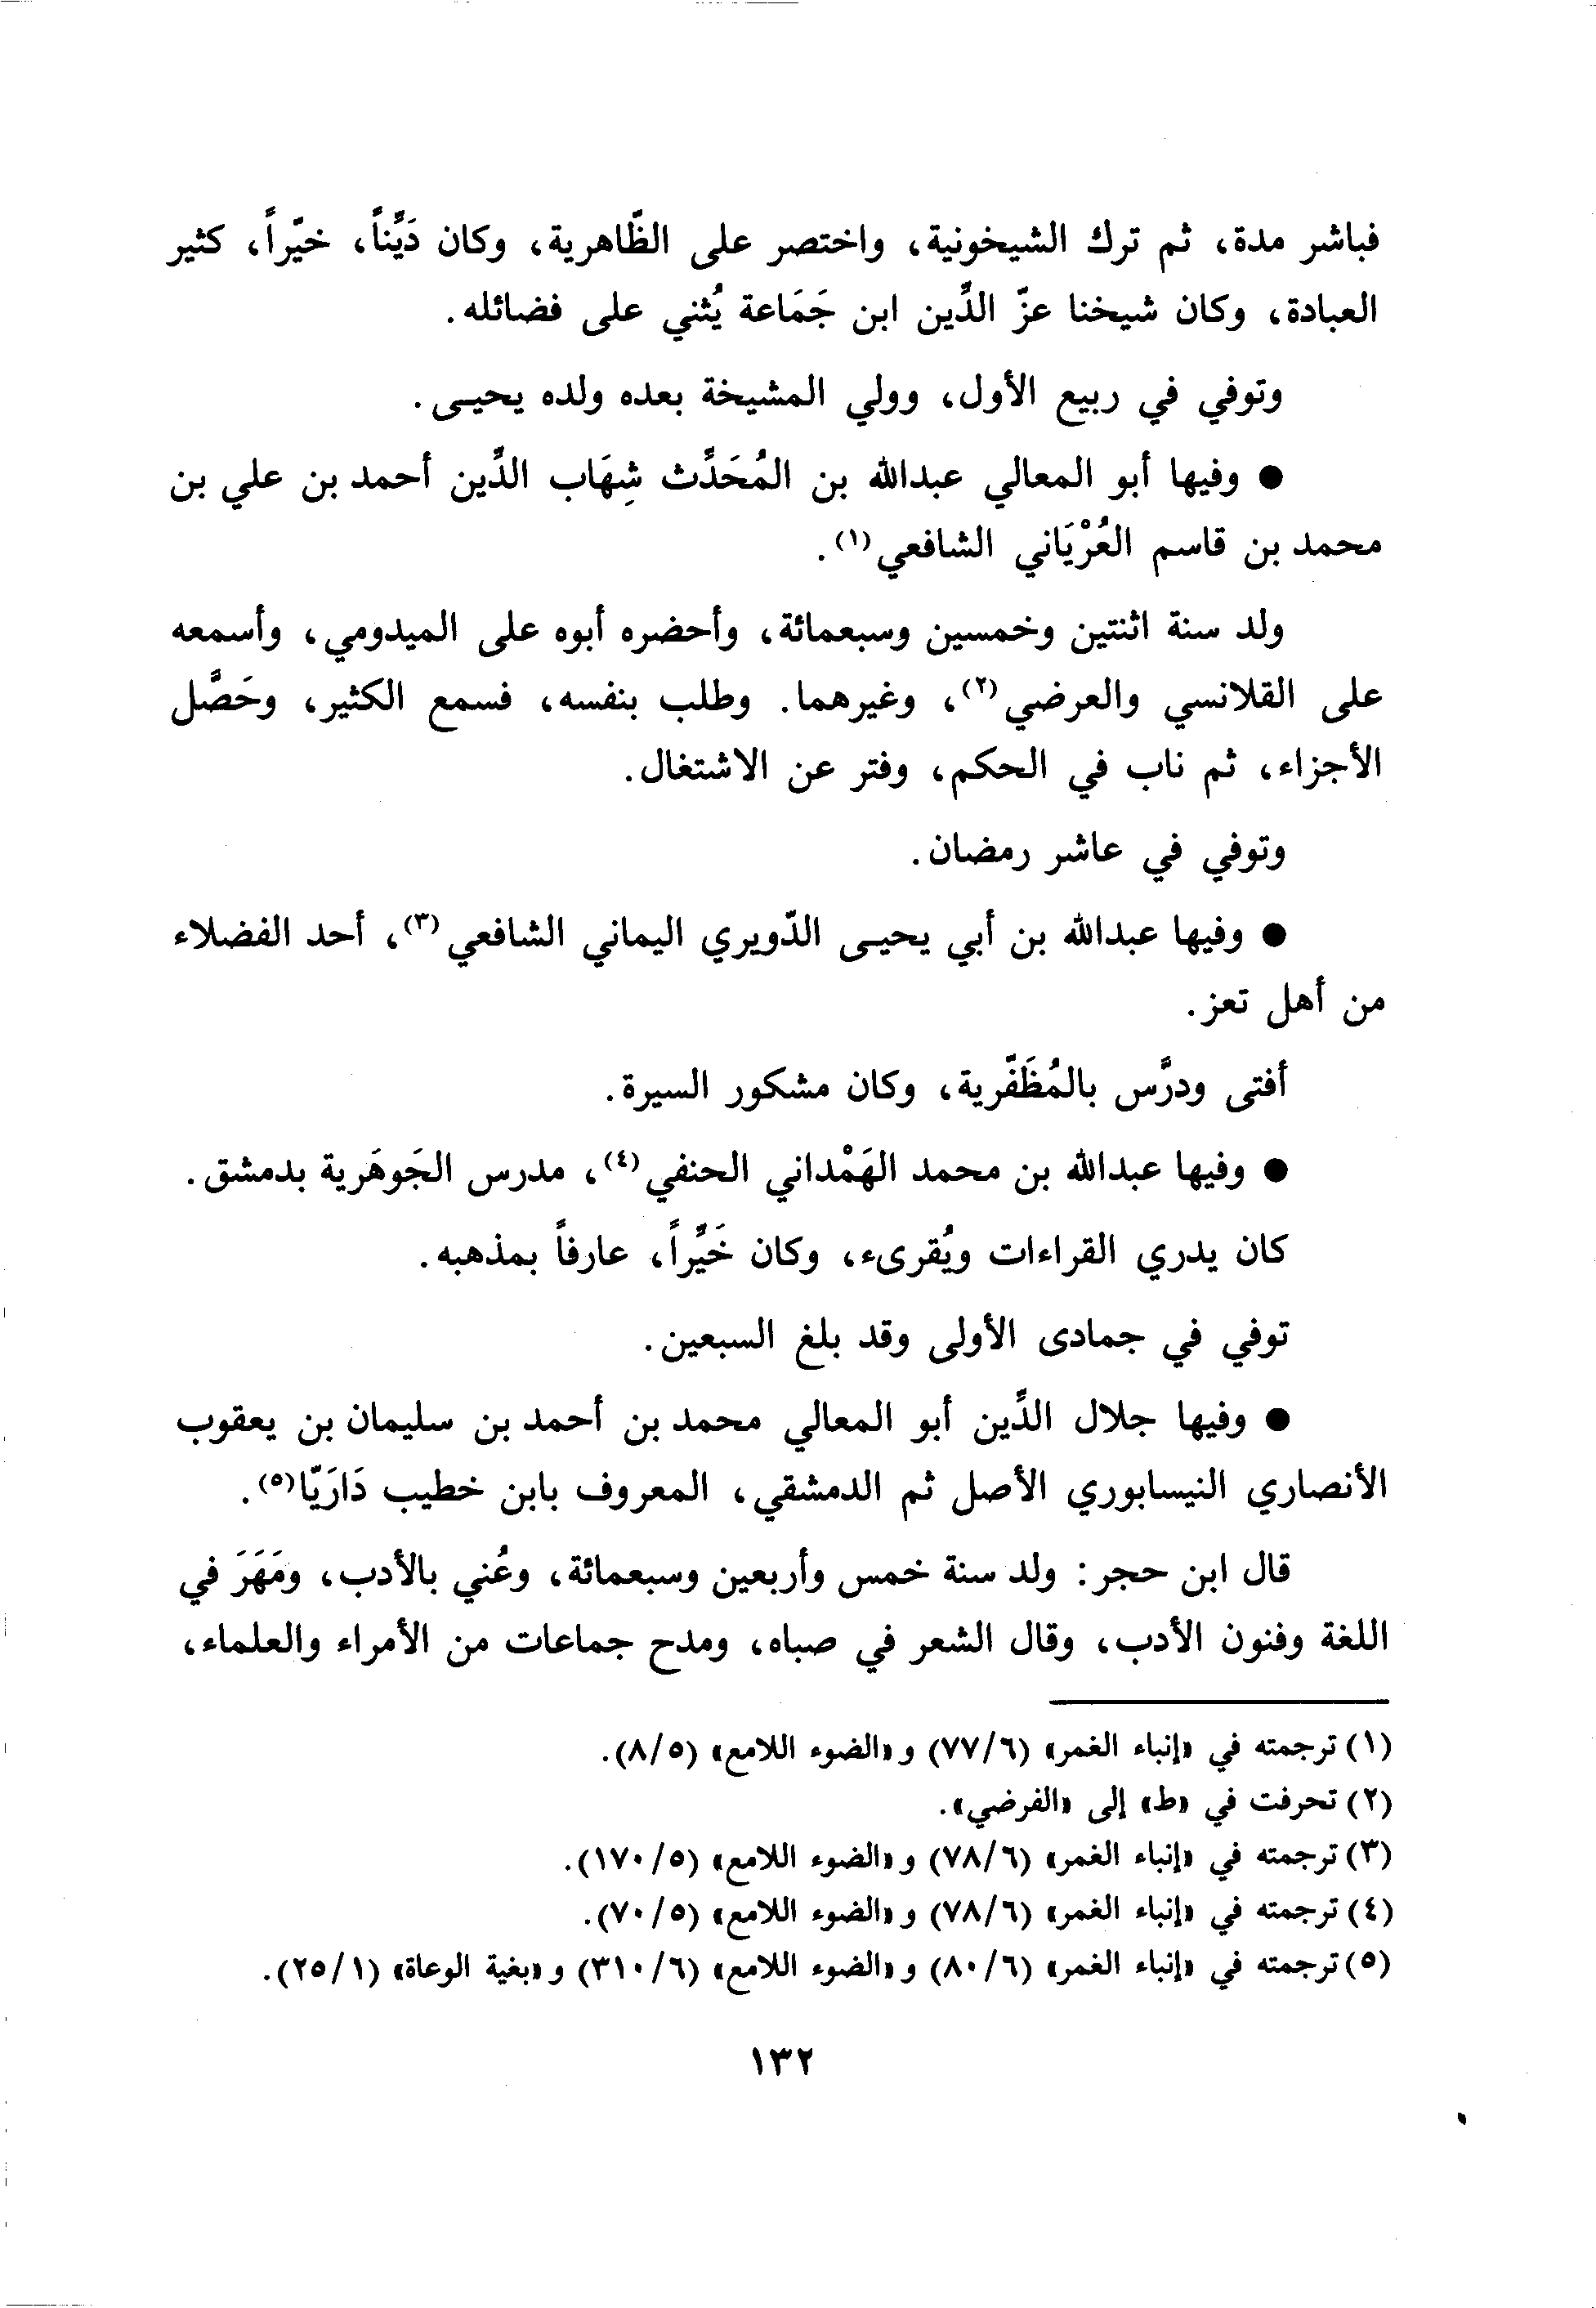 فباشر مدة، ثم ترك الشيخونية، واختصر على الظّاهرية، وكان دَيِّناً، خيّراً، كثير
العبادة، وكان شيخنا عزّ الدِّين ابن جَمَاعة يُثني على فضائله.
وتوفي في ربيع الأول، وولي المشيخة بعده ولده يحيـى.
● وفيها أبو المعالي عبدالله بن المُحَدِّث شِهَاب الدِّين أحمد بن علي بن
محمد بن قاسم العُرْيَاني الشافعي(١).
ولد سنة اثنتين وخمسين وسبعمائة، وأحضره أبوه على الميدومي، وأسمعه
على القلانسي والعرضي(٢)، وغيرهما. وطلب بنفسه، فسمع الكثير، وحَصَّل
الأجزاء، ثم ناب في الحكم، وفتر عن الاشتغال.
وتوفي في عاشر رمضان.
● وفيها عبدالله بن أبي يحيـى الدّويري اليماني الشافعي(٣)، أحد الفضلاء
من أهل تعز.
أفتى ودرَّس بالمُظَفّرية، وكان مشكور السيرة.
● وفيها عبدالله بن محمد الهَمْداني الحنفي(٤)، مدرس الجَوهَرية بدمشق.
كان يدري القراءات ويُقرىء، وكان خَيِّراً، عارفاً بمذهبه.
توفي في جمادى الأولى وقد بلغ السبعين.
● وفيها جلال الدِّين أبو المعالي محمد بن أحمد بن سليمان بن يعقوب
الأنصاري النيسابوري الأصل ثم الدمشقي، المعروف بابن خطيب دَارَيّا(٥).
قال ابن حجر: ولد سنة خمس وأربعين وسبعمائة، وعُني بالأدب، ومَهَرَ في
اللغة وفنون الأدب، وقال الشعر في صباه، ومدح جماعات من الأمراء والعلماء،
(١) ترجمته في «إنباء الغمر» (٧٧/٦) و «الضوء اللامع» (٨/٥).
(٢) تحرفت في «ط» إلى «الفرضي».
(٣) ترجمته في «إنباء الغمر» (٧٨/٦) و «الضوء اللامع» (١٧٠/٥).
(٤) ترجمته في «إنباء الغمر» (٧٨/٦) و «الضوء اللامع» (٧٠/٥).
(٥) ترجمته في «إنباء الغمر» (٨٠/٦) و «الضوء اللامع» (٣١٠/٦) و «بغية الوعاة» (٢٥/١).
١٣٢